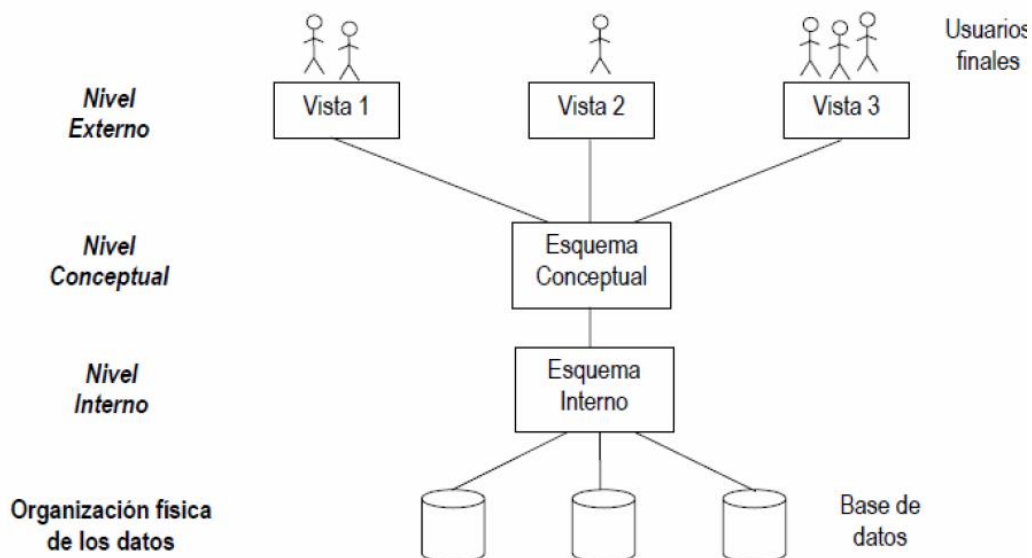 Usuarios
finales
Nivel
Externo
Vista 1
Vista 2
Vista 3
Nivel
Conceptual
Esquema
Conceptual
Nivel
Interno
Esquema
Interno
Organización física
de los datos
Base de
datos